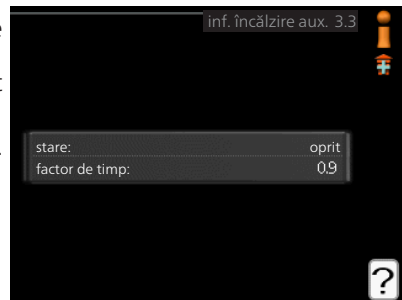 inf. încălzire aux. 3.3
stare: oprit
factor de timp: 0.9
?